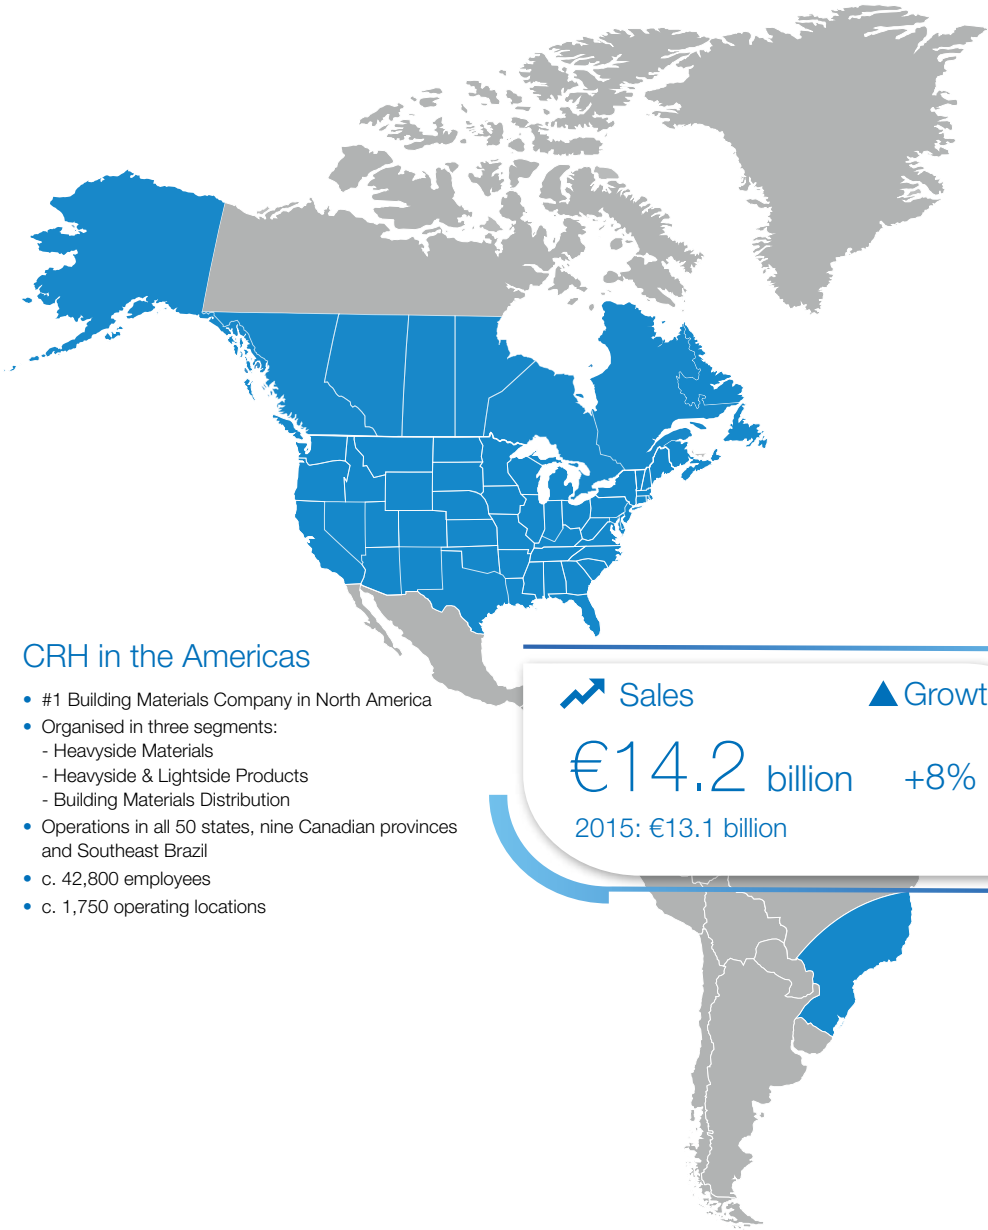 CRH in the Americas
• #1 Building Materials Company in North America
• Organised in three segments:
- Heavyside Materials
- Heavyside & Lightside Products
- Building Materials Distribution
• Operations in all 50 states, nine Canadian provinces
and Southeast Brazil
• c. 42,800 employees
• c. 1,750 operating locations
Sales
Growt
€14.2 billion
+8%
2015: €13.1 billion